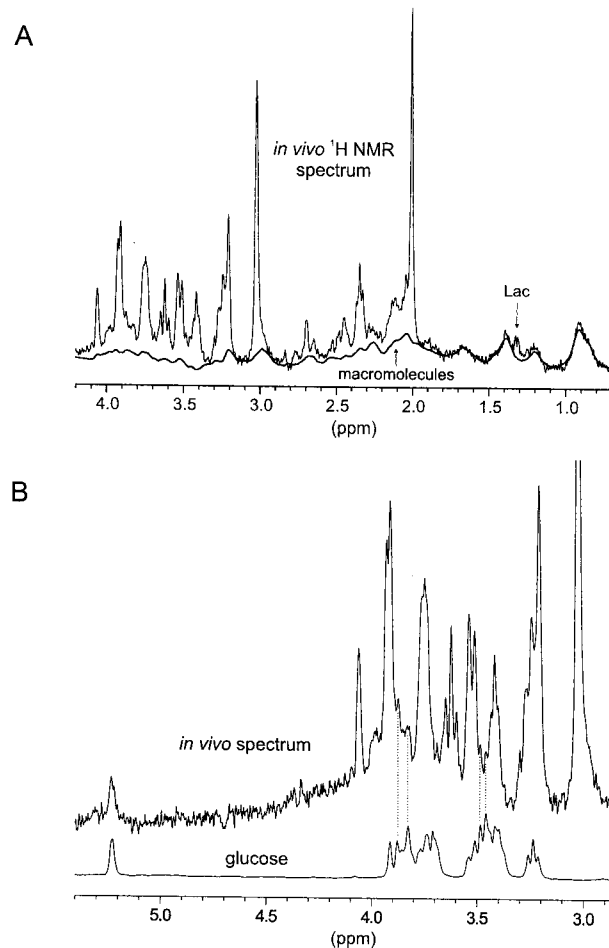 A
in vivo ¹H NMR
spectrum
Lac
macromolecules
4.0 3.5 3.0 2.5 2.0 1.5 1.0
(ppm)
B
in vivo spectrum
glucose
5.0 4.5 4.0 3.5 3.0
(ppm)